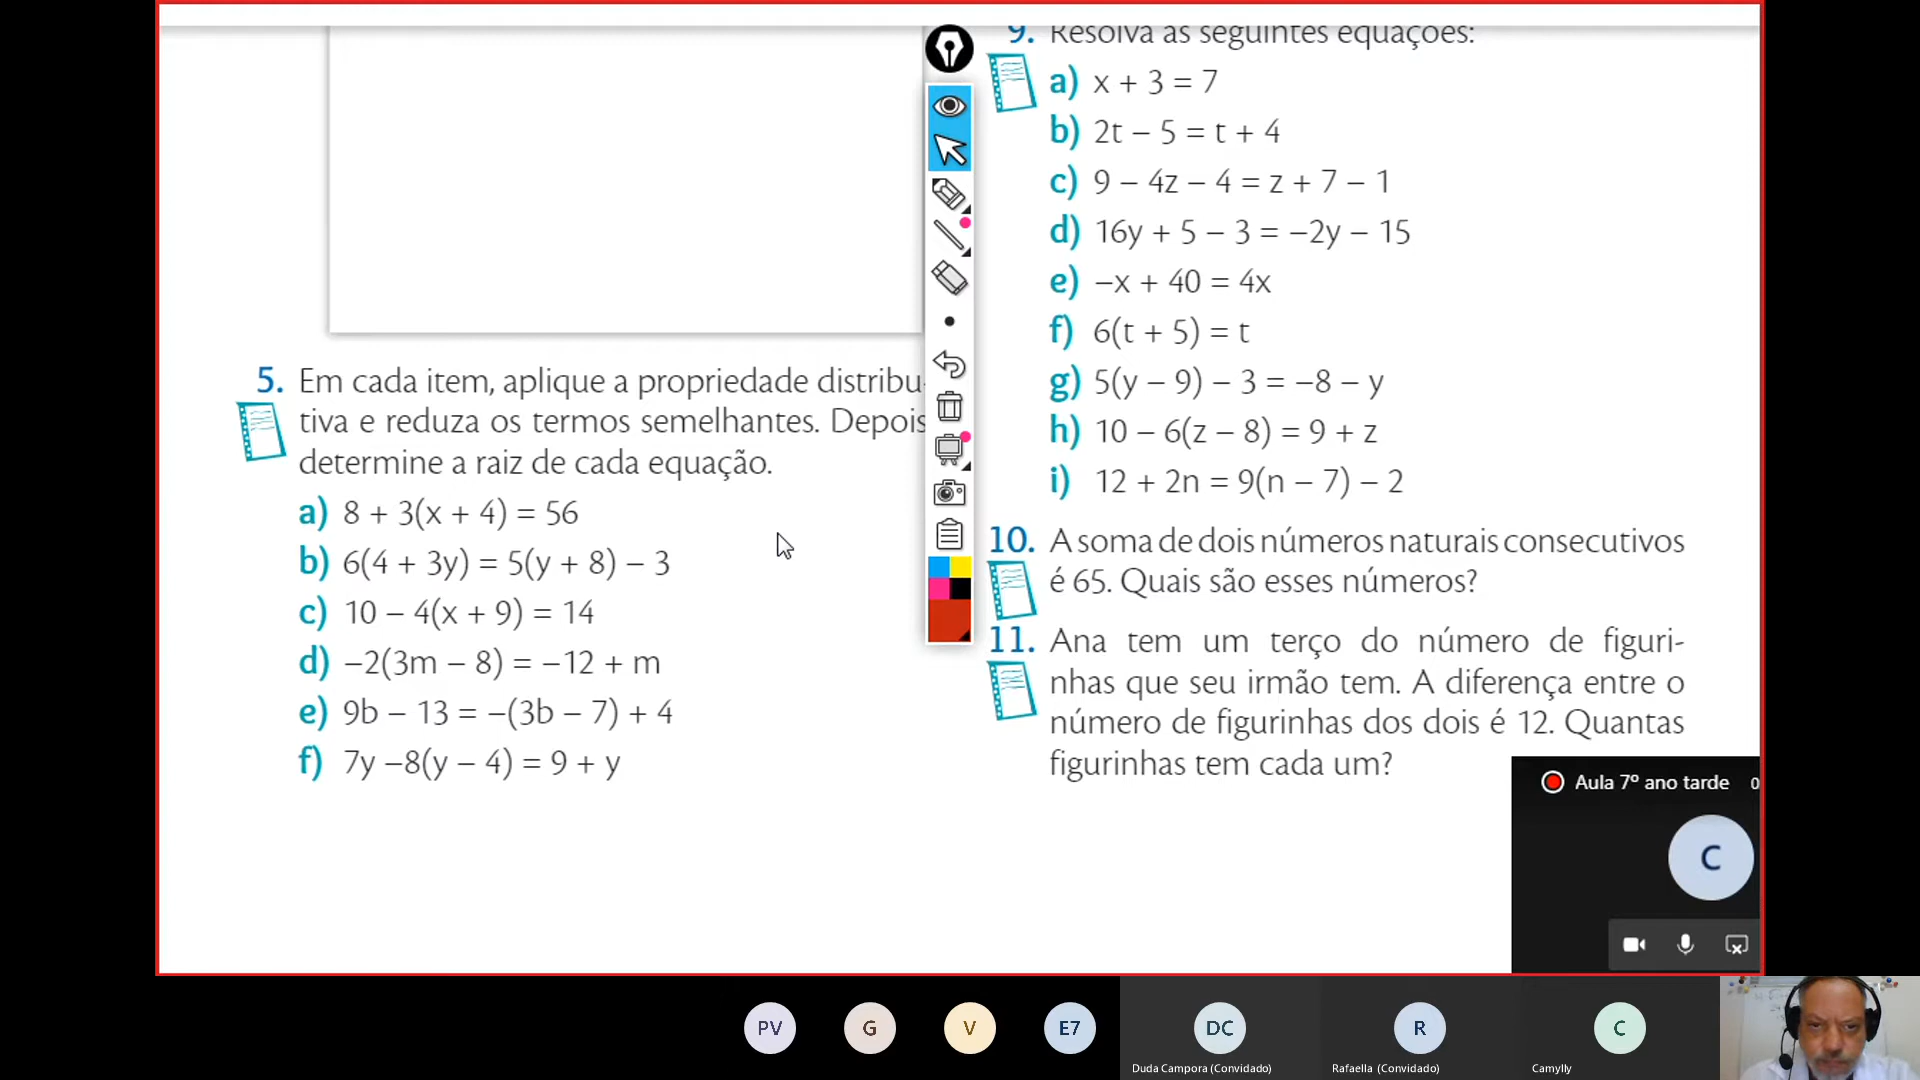 5. Em cada item, aplique a propriedade distribu-
tiva e reduza os termos semelhantes. Depois
determine a raiz de cada equação.
a) 8 + 3(x + 4) = 56
b) 6(4 + 3y) = 5(y + 8) – 3
c) 10 – 4(x + 9) = 14
d) –2(3m – 8) = –12 + m
e) 9b – 13 = –(3b – 7) + 4
f) 7y –8(y – 4) = 9 + y
9. Resolva as seguintes equações:
a) x + 3 = 7
b) 2t – 5 = t + 4
c) 9 – 4z – 4 = z + 7 – 1
d) 16y + 5 – 3 = –2y – 15
e) –x + 40 = 4x
f) 6(t + 5) = t
g) 5(y – 9) – 3 = –8 – y
h) 10 – 6(z – 8) = 9 + z
i) 12 + 2n = 9(n – 7) – 2
10. A soma de dois números naturais consecutivos
é 65. Quais são esses números?
11. Ana tem um terço do número de figuri-
nhas que seu irmão tem. A diferença entre o
número de figurinhas dos dois é 12. Quantas
figurinhas tem cada um?
Aula 7º ano tarde 0
C
PV G V E7 DC R C
Duda Campora (Convidado) Rafaella (Convidado) Camylly